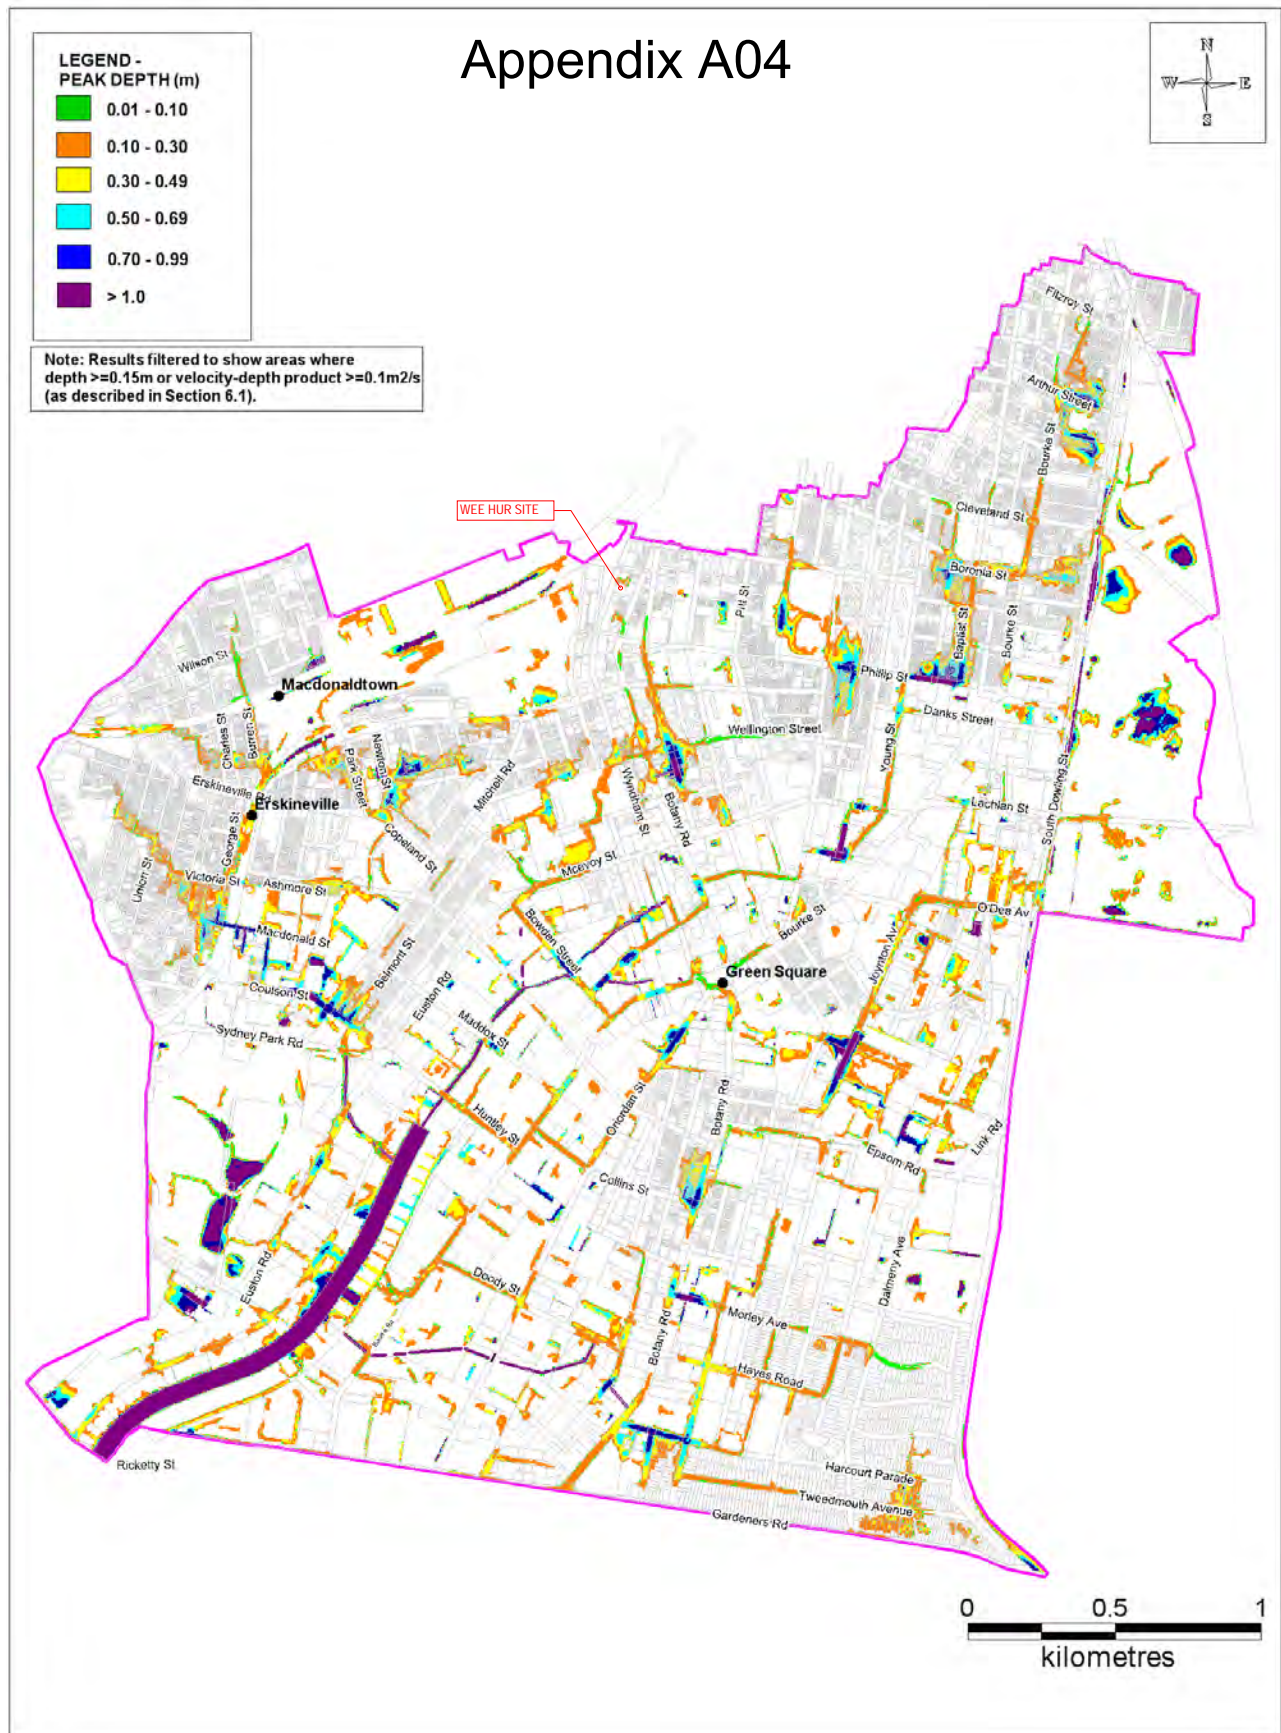 Appendix A04
LEGEND -
PEAK DEPTH (m)
0.01 - 0.10
0.10 - 0.30
0.30 - 0.49
0.50 - 0.69
0.70 - 0.99
> 1.0
Note: Results filtered to show areas where
depth >=0.15m or velocity-depth product >=0.1m2/s
(as described in Section 6.1).
N
W
E
S
Fitzroy St
Arthur Street
Bourke St
WEE HUR SITE
Cleveland St
Boronia St
Pitt St
Baptist St
Bourke St
Wilson St
Macdonaldtown
Phillip St
Charles St
Burren St
Danks Street
Wellington Street
Young St
Newton St
Park Street
Mitchell Rd
Erskineville Rd
Erskineville
Wyndham St
Botany Rd
South Dowling St
Lachlan St
George St
Copeland St
Mcevoy St
Union St
Victoria St
Ashmore St
O'Dea Av
Bowden Street
Bourke St
Macdonald St
Belmont St
Joynton Av
Green Square
Coulson St
Euston Rd
Maddox St
Sydney Park Rd
Huntley St
Oriordan St
Botany Rd
Link Rd
Epsom Rd
Collins St
Euston Rd
Doody St
Dalmeny Ave
Morley Ave
Botany Rd
Hayes Road
Ricketty St
Harcourt Parade
Tweedmouth Avenue
Gardeners Rd
0
0.5
1
kilometres